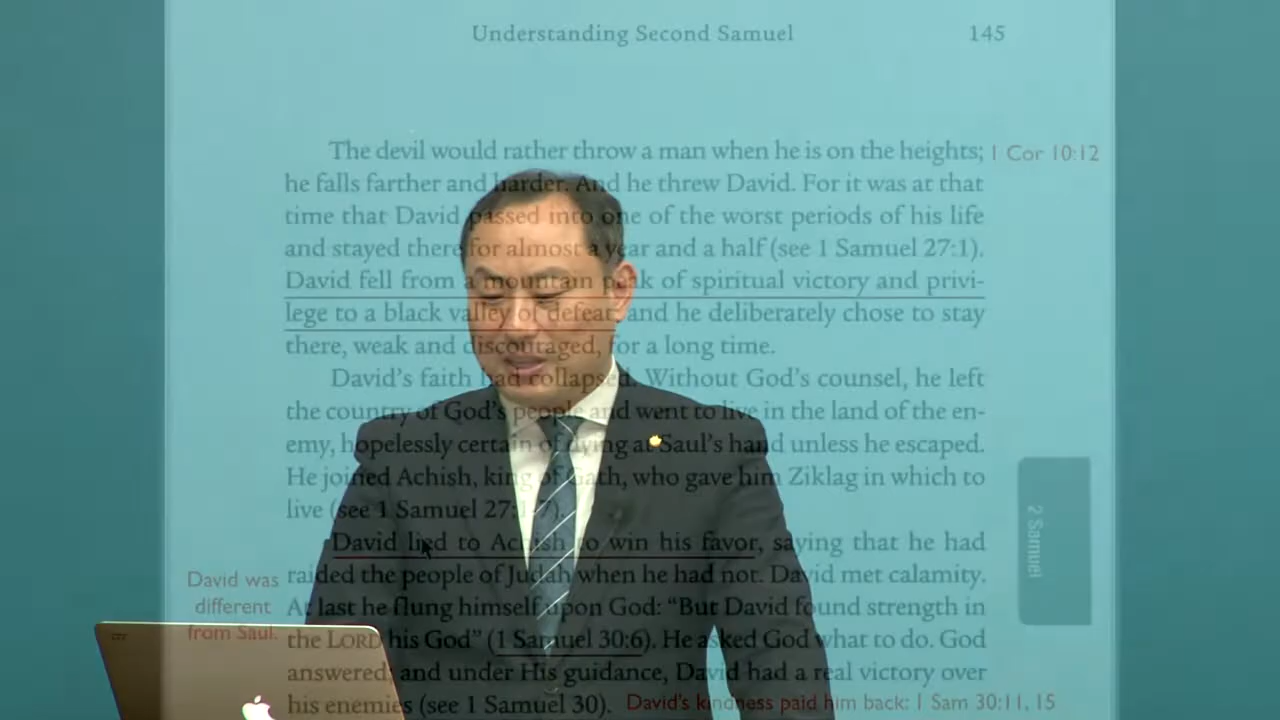 Understanding Second Samuel 145
The devil would rather throw a man when he is on the heights; 1 Cor 10:12
he falls farther and harder. And he threw David. For it was at that
time that David passed into one of the worst periods of his life
and stayed there for almost a year and a half (see 1 Samuel 27:1).
David fell from a mountain peak of spiritual victory and privi-
lege to a black valley of defeat, and he deliberately chose to stay
there, weak and discouraged, for a long time.
David's faith had collapsed. Without God's counsel, he left
the country of God's people and went to live in the land of the en-
emy, hopelessly certain of dying at Saul's hand unless he escaped.
He joined Achish, king of Gath, who gave him Ziklag in which to
live (see 1 Samuel 27:1-7).
David lied to Achish to win his favor, saying that he had
raided the people of Judah when he had not. David met calamity.
At last he flung himself upon God: "But David found strength in
the LORD his God" (1 Samuel 30:6). He asked God what to do. God
answered; and under His guidance, David had a real victory over
his enemies (see 1 Samuel 30). David's kindness paid him back: 1 Sam 30:11, 15
David was
different
from Saul.
2 Samuel